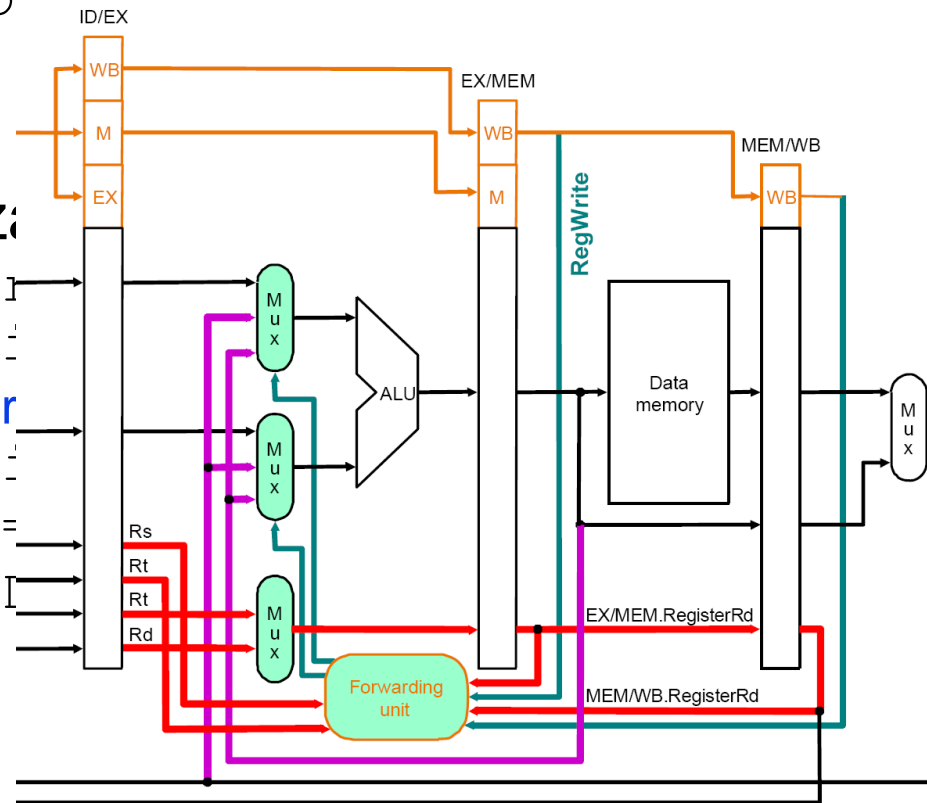 ID/EX
WB
EX/MEM
M
WB
MEM/WB
EX
M
WB
RegWrite
Mux
ALU
Data
memory
Mux
Mux
Rs
Rt
Rt
Rd
Mux
EX/MEM.RegisterRd
Forwarding
unit
MEM/WB.RegisterRd